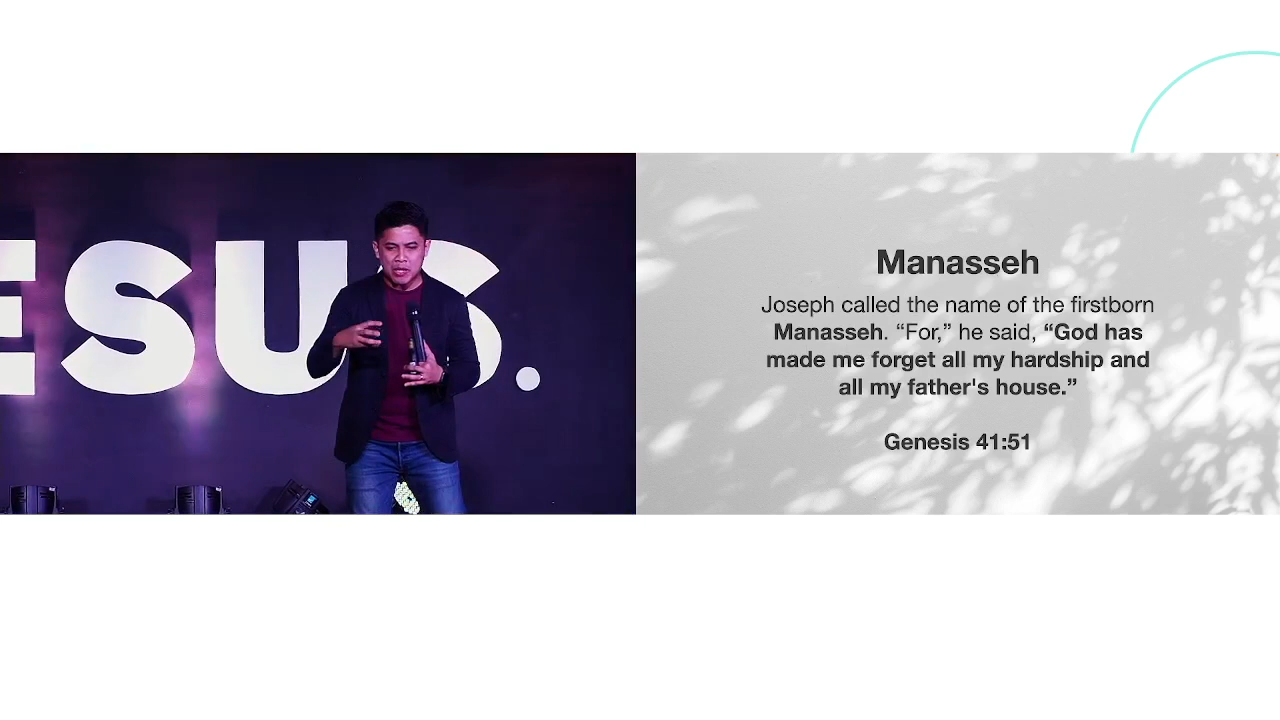 ESUS.
Manasseh
Joseph called the name of the firstborn
Manasseh. “For,” he said, “God has
made me forget all my hardship and
all my father's house.”
Genesis 41:51